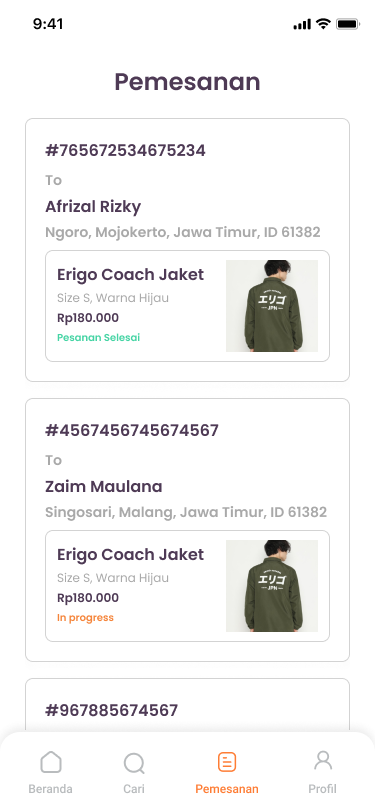 9:41
Pemesanan
#765672534675234
To
Afrizal Rizky
Ngoro, Mojokerto, Jawa Timur, ID 61382
Erigo Coach Jaket
Size S, Warna Hijau
Rp180.000
Pesanan Selesai
エリゴ
JPN
#4567456745674567
To
Zaim Maulana
Singosari, Malang, Jawa Timur, ID 61382
Erigo Coach Jaket
Size S, Warna Hijau
Rp180.000
In progress
エリゴ
JPN
#967885674567
Beranda
Cari
Pemesanan
Profil